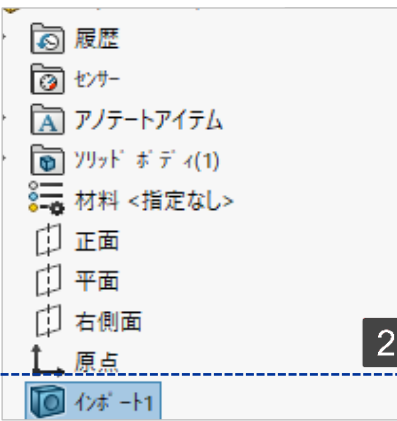 履歴
センサー
アノテートアイテム
ソリッド ボディ(1)
材料 <指定なし>
正面
平面
右側面
2
原点
インポート1